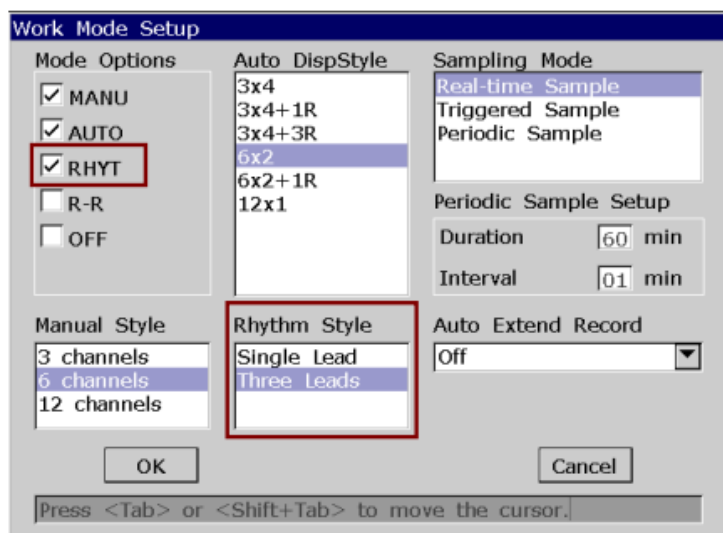 Work Mode Setup
Mode Options
MANU
AUTO
RHYT
R-R
OFF
Auto DispStyle
3x4
3x4+1R
3x4+3R
6x2
6x2+1R
12x1
Sampling Mode
Real-time Sample
Triggered Sample
Periodic Sample
Periodic Sample Setup
Duration 60 min
Interval 01 min
Manual Style
3 channels
6 channels
12 channels
Rhythm Style
Single Lead
Three Leads
Auto Extend Record
Off
OK
Cancel
Press <Tab> or <Shift+Tab> to move the cursor.